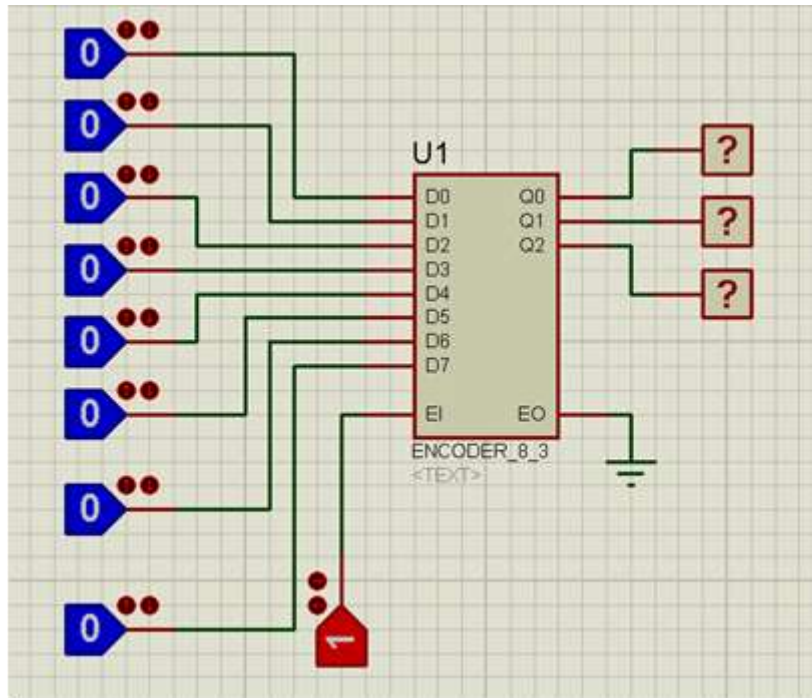 0
0
0
0
0
0
0
0
U1
D0 Q0
D1 Q1
D2 Q2
D3
D4
D5
D6
D7
EI EO
ENCODER_8_3
<TEXT>
?
?
?
1